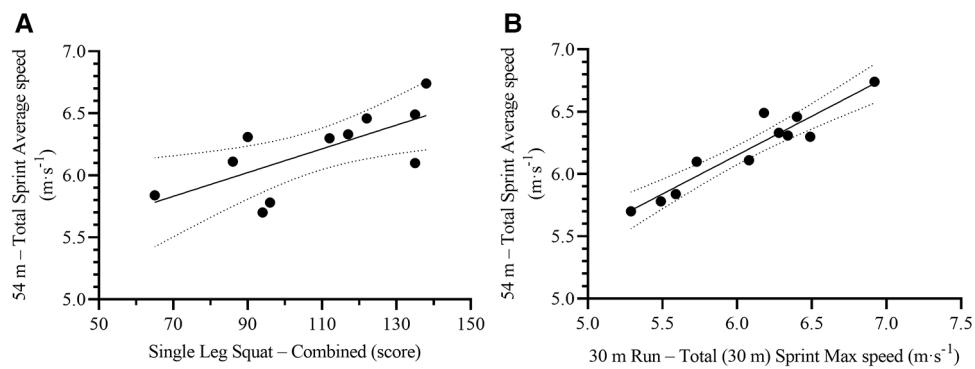 A
54 m – Total Sprint Average speed
(m·s⁻¹)
7.0
6.5
6.0
5.5
5.0
50 70 90 110 130 150
Single Leg Squat – Combined (score)
B
54 m – Total Sprint Average speed
(m·s⁻¹)
7.0
6.5
6.0
5.5
5.0
5.0 5.5 6.0 6.5 7.0 7.5
30 m Run – Total (30 m) Sprint Max speed (m·s⁻¹)